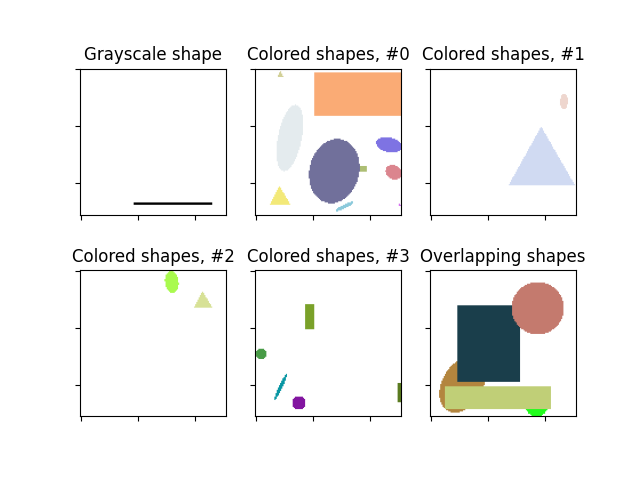 Grayscale shape
Colored shapes, #0
Colored shapes, #1
Colored shapes, #2
Colored shapes, #3
Overlapping shapes